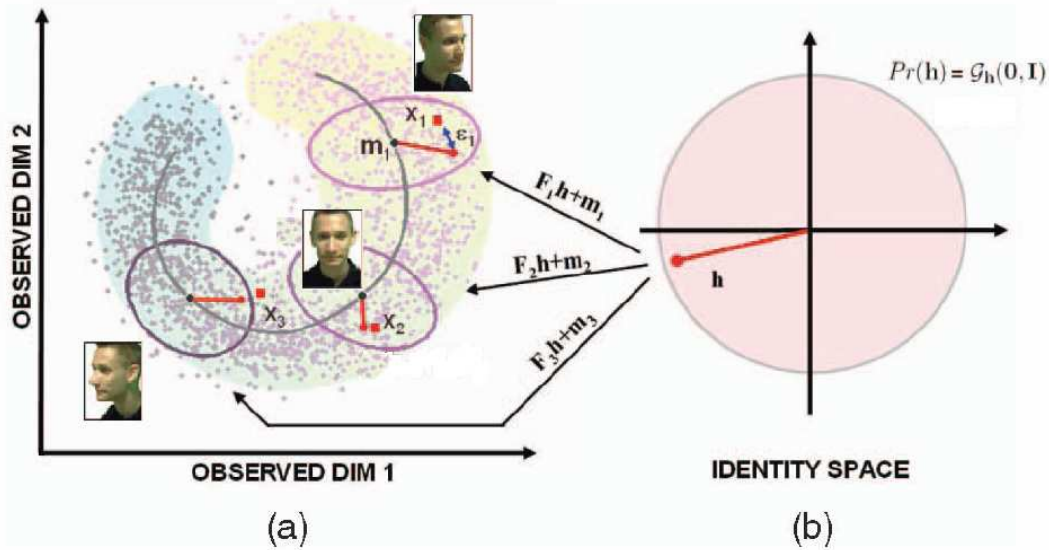 OBSERVED DIM 2
x₁
ε₁
m₁
x₂
x₃
F₁h+m₁
F₂h+m₂
F₃h+m₃
Pr(h) = 𝒢ₕ(0, I)
h
OBSERVED DIM 1
IDENTITY SPACE
(a)
(b)